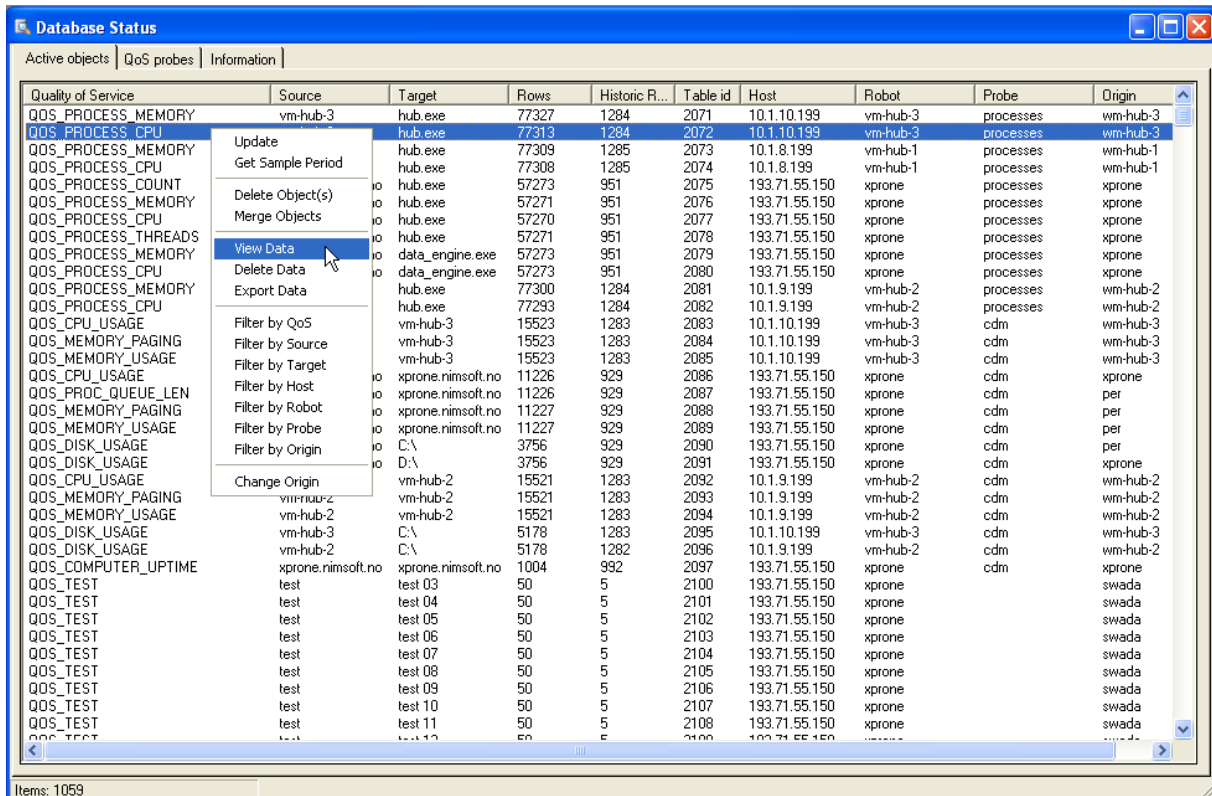 Database Status
Active objects QoS probes Information
Quality of Service Source Target Rows Historic R... Table id Host Robot Probe Origin
QOS_PROCESS_MEMORY vm-hub-3 hub.exe 77327 1284 2071 10.1.10.199 vm-hub-3 processes wm-hub-3
QOS_PROCESS_CPU hub.exe 77313 1284 2072 10.1.10.199 vm-hub-3 processes wm-hub-3
QOS_PROCESS_MEMORY Update hub.exe 77309 1285 2073 10.1.8.199 vm-hub-1 processes wm-hub-1
QOS_PROCESS_CPU Get Sample Period hub.exe 77308 1285 2074 10.1.8.199 vm-hub-1 processes wm-hub-1
QOS_PROCESS_COUNT Delete Object(s) no hub.exe 57273 951 2075 193.71.55.150 xprone xprone
QOS_PROCESS_MEMORY Merge Objects no hub.exe 57271 951 2076 193.71.55.150 xprone xprone
QOS_PROCESS_CPU no hub.exe 57270 951 2077 193.71.55.150 xprone xprone
QOS_PROCESS_THREADS View Data no hub.exe 57271 951 2078 193.71.55.150 xprone xprone
QOS_PROCESS_MEMORY no data_engine.exe 57273 951 2079 193.71.55.150 xprone xprone
QOS_PROCESS_CPU Delete Data no data_engine.exe 57273 951 2080 193.71.55.150 xprone xprone
QOS_PROCESS_MEMORY Export Data hub.exe 77300 1284 2081 10.1.9.199 vm-hub-2 processes wm-hub-2
QOS_PROCESS_CPU hub.exe 77293 1284 2082 10.1.9.199 vm-hub-2 processes wm-hub-2
QOS_CPU_USAGE Filter by QoS vm-hub-3 15523 1283 2083 10.1.10.199 vm-hub-3 cdm wm-hub-3
QOS_MEMORY_PAGING Filter by Source vm-hub-3 15523 1283 2084 10.1.10.199 vm-hub-3 cdm wm-hub-3
QOS_MEMORY_USAGE Filter by Target vm-hub-3 15523 1283 2085 10.1.10.199 vm-hub-3 cdm wm-hub-3
QOS_CPU_USAGE Filter by Host no xprone.nimsoft.no 11226 929 2086 193.71.55.150 xprone cdm xprone
QOS_PROC_QUEUE_LEN no xprone.nimsoft.no 11226 929 2087 193.71.55.150 xprone cdm per
QOS_MEMORY_PAGING Filter by Robot no xprone.nimsoft.no 11227 929 2088 193.71.55.150 xprone cdm per
QOS_MEMORY_USAGE Filter by Probe no xprone.nimsoft.no 11227 929 2089 193.71.55.150 xprone cdm per
QOS_DISK_USAGE Filter by Origin no C:\ 3756 929 2090 193.71.55.150 xprone cdm per
QOS_DISK_USAGE no D:\ 3756 929 2091 193.71.55.150 xprone cdm xprone
QOS_CPU_USAGE Change Origin vm-hub-2 15521 1283 2092 10.1.9.199 vm-hub-2 cdm wm-hub-2
QOS_MEMORY_PAGING vm-hub-2 vm-hub-2 15521 1283 2093 10.1.9.199 vm-hub-2 cdm wm-hub-2
QOS_MEMORY_USAGE vm-hub-2 vm-hub-2 15521 1283 2094 10.1.9.199 vm-hub-2 cdm wm-hub-2
QOS_DISK_USAGE vm-hub-3 C:\ 5178 1283 2095 10.1.10.199 vm-hub-3 cdm wm-hub-3
QOS_DISK_USAGE vm-hub-2 C:\ 5178 1282 2096 10.1.9.199 vm-hub-2 cdm wm-hub-2
QOS_COMPUTER_UPTIME xprone.nimsoft.no xprone.nimsoft.no 1004 992 2097 193.71.55.150 xprone cdm xprone
QOS_TEST test test 03 50 5 2100 193.71.55.150 xprone swada
QOS_TEST test test 04 50 5 2101 193.71.55.150 xprone swada
QOS_TEST test test 05 50 5 2102 193.71.55.150 xprone swada
QOS_TEST test test 06 50 5 2103 193.71.55.150 xprone swada
QOS_TEST test test 07 50 5 2104 193.71.55.150 xprone swada
QOS_TEST test test 08 50 5 2105 193.71.55.150 xprone swada
QOS_TEST test test 09 50 5 2106 193.71.55.150 xprone swada
QOS_TEST test test 10 50 5 2107 193.71.55.150 xprone swada
QOS_TEST test test 11 50 5 2108 193.71.55.150 xprone swada
Items: 1059